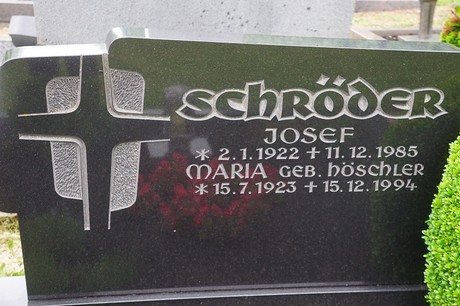 SCHRÖDER
JOSEF
* 2.1.1922 + 11.12.1985
MARIA GEB. HÖSCHLER
* 15.7.1923 + 15.12.1994